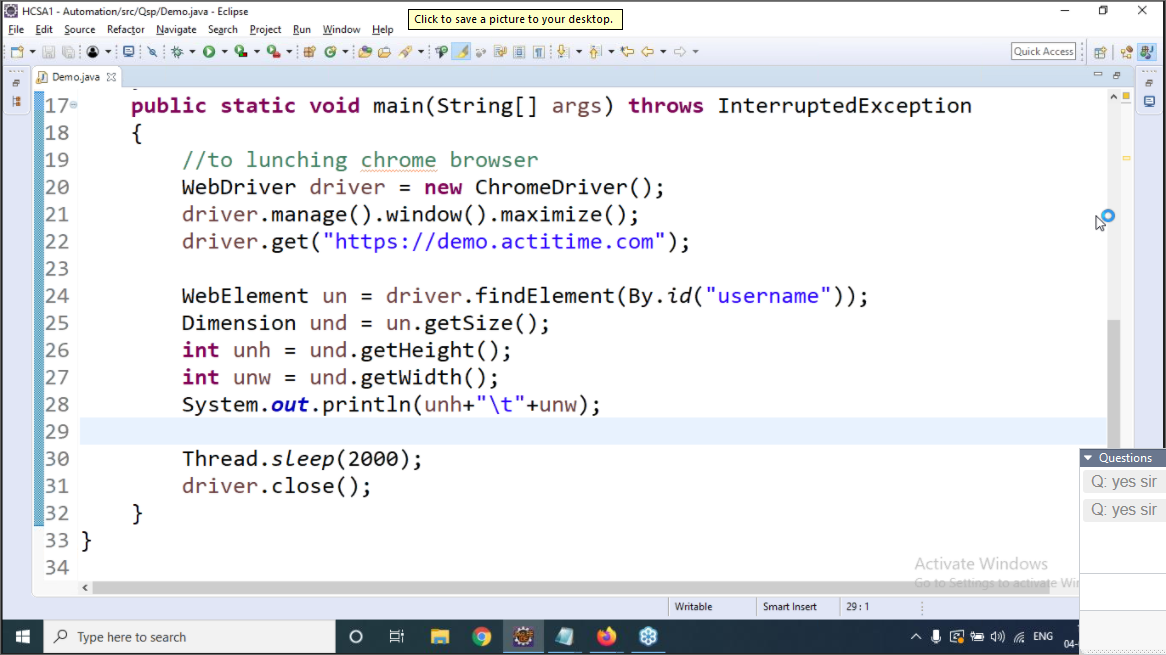 HCSA1 - Automation/src/Qsp/Demo.java - Eclipse
Click to save a picture to your desktop.
File Edit Source Refactor Navigate Search Project Run Window Help
Quick Access
Demo.java
17 public static void main(String[] args) throws InterruptedException
18 {
19 //to lunching chrome browser
20 WebDriver driver = new ChromeDriver();
21 driver.manage().window().maximize();
22 driver.get("https://demo.actitime.com");
23
24 WebElement un = driver.findElement(By.id("username"));
25 Dimension und = un.getSize();
26 int unh = und.getHeight();
27 int unw = und.getWidth();
28 System.out.println(unh+"\t"+unw);
29
30 Thread.sleep(2000);
31 driver.close();
32 }
33 }
34
Questions
Q: yes sir
Q: yes sir
Activate Windows
Go to Settings to activate Wi
Writable Smart Insert 29 : 1
Type here to search
ENG
04-